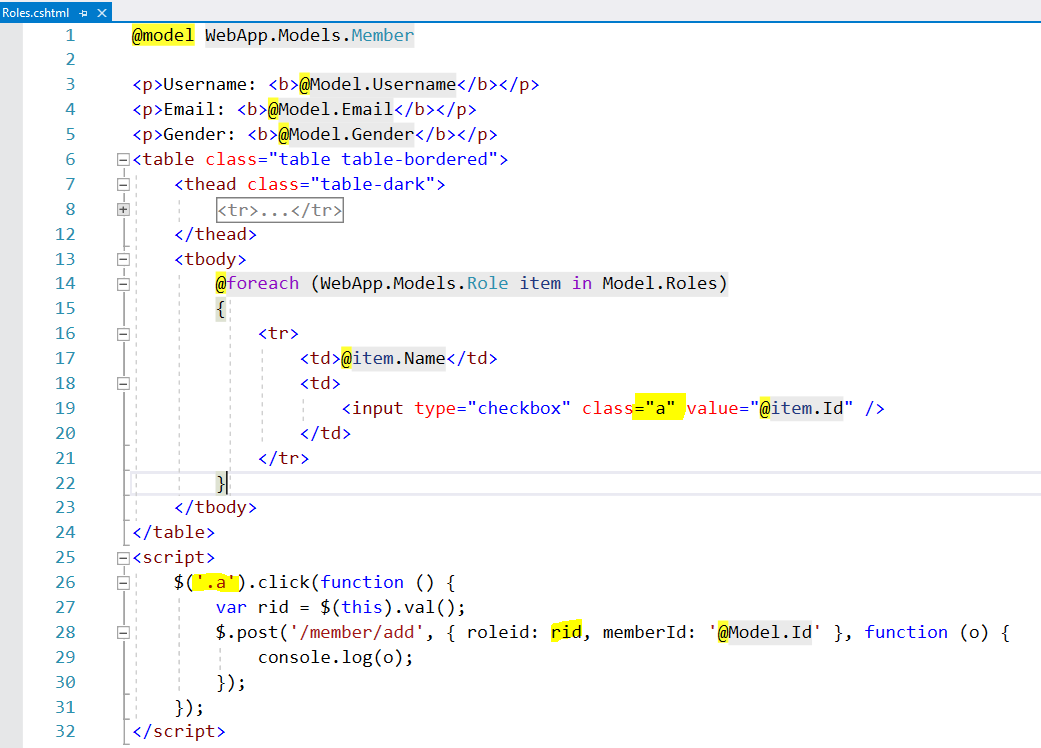 Roles.cshtml
1 @model WebApp.Models.Member
2
3 <p>Username: <b>@Model.Username</b></p>
4 <p>Email: <b>@Model.Email</b></p>
5 <p>Gender: <b>@Model.Gender</b></p>
6 <table class="table table-bordered">
7 <thead class="table-dark">
8 <tr>...</tr>
12 </thead>
13 <tbody>
14 @foreach (WebApp.Models.Role item in Model.Roles)
15 {
16 <tr>
17 <td>@item.Name</td>
18 <td>
19 <input type="checkbox" class="a" value="@item.Id" />
20 </td>
21 </tr>
22 }
23 </tbody>
24 </table>
25 <script>
26 $('.a').click(function () {
27 var rid = $(this).val();
28 $.post('/member/add', { roleid: rid, memberId: '@Model.Id' }, function (o) {
29 console.log(o);
30 });
31 });
32 </script>